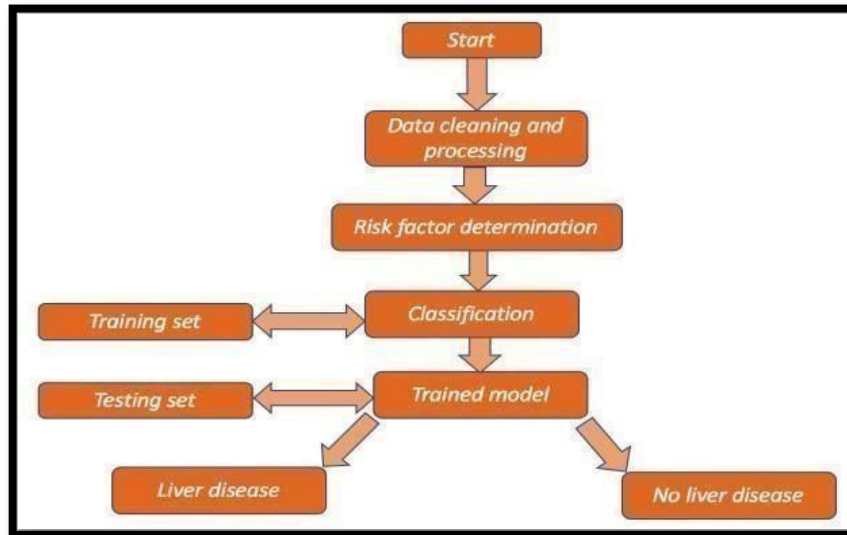 Start
Data cleaning and
processing
Risk factor determination
Training set
Classification
Testing set
Trained model
Liver disease
No liver disease